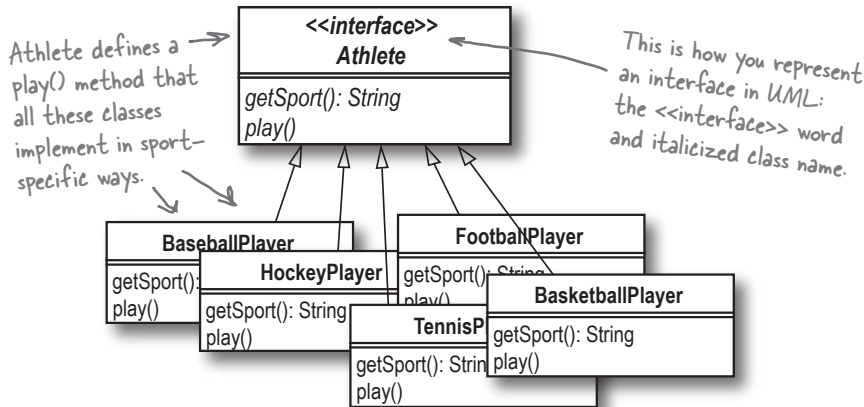 Athlete defines a
play() method that
all these classes
implement in sport-
specific ways.
<<interface>>
Athlete
getSport(): String
play()
This is how you represent
an interface in UML:
the <<interface>> word
and italicized class name.
BaseballPlayer
getSport():
play()
HockeyPlayer
getSport(): String
play()
FootballPlayer
getSport(): String
play()
TennisP
getSport(): Strin
play()
BasketballPlayer
getSport(): String
play()